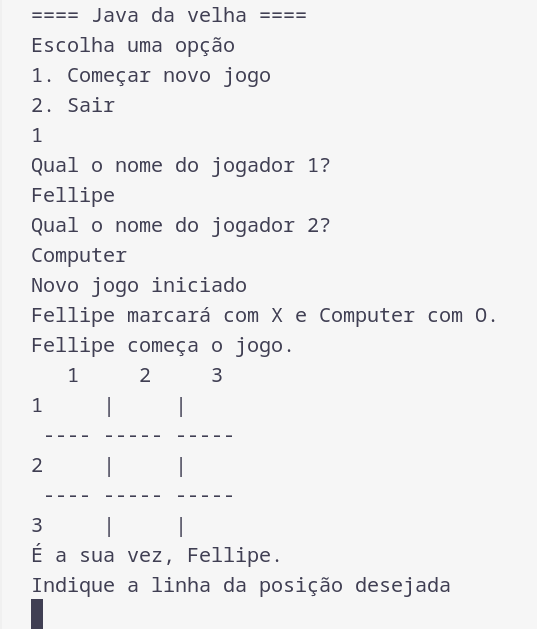 ==== Java da velha ====
Escolha uma opção
1. Começar novo jogo
2. Sair
1
Qual o nome do jogador 1?
Fellipe
Qual o nome do jogador 2?
Computer
Novo jogo iniciado
Fellipe marcará com X e Computer com O.
Fellipe começa o jogo.
   1     2     3
1     |     |
 ---- ----- -----
2     |     |
 ---- ----- -----
3     |     |
É a sua vez, Fellipe.
Indique a linha da posição desejada